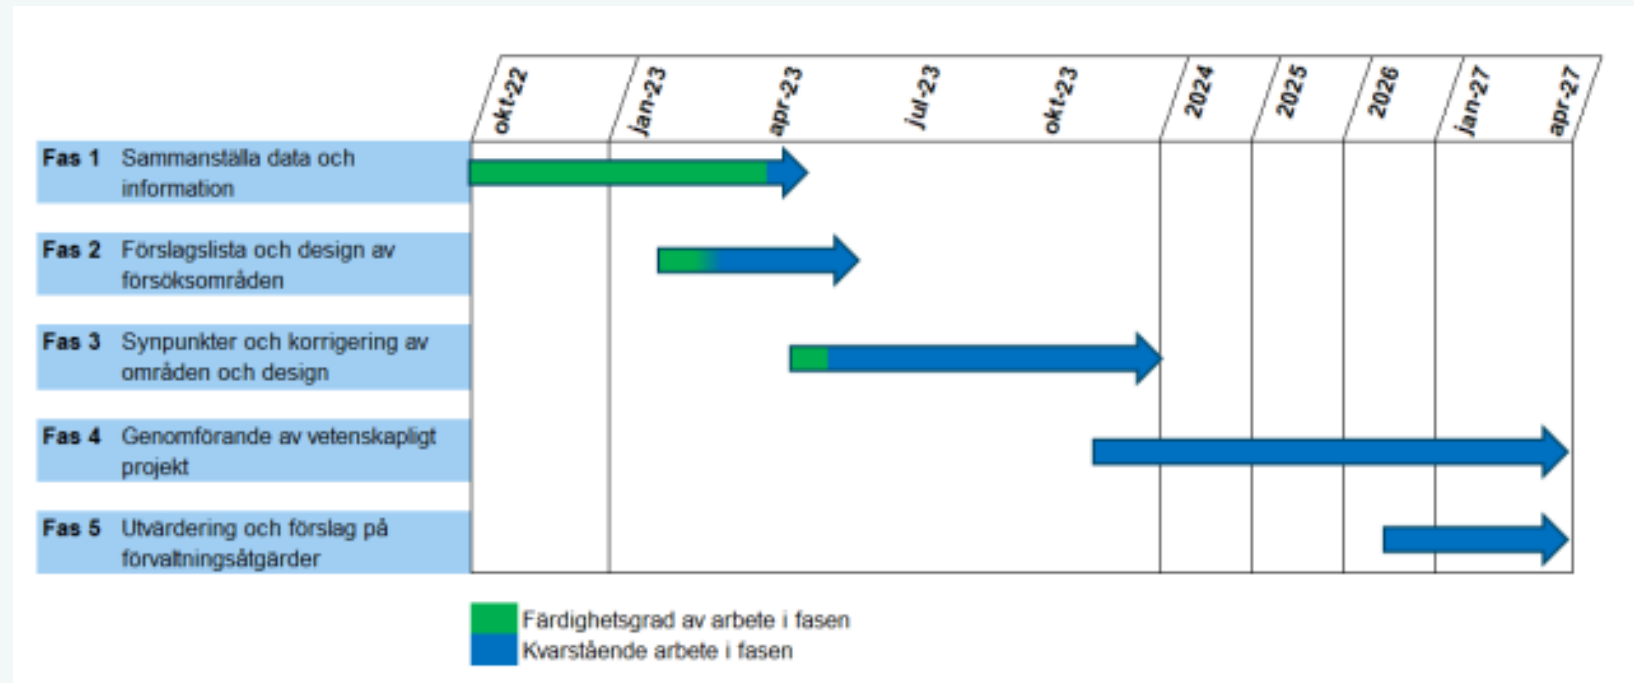 okt-22 jan-23 apr-23 jul-23 okt-23 2024 2025 2026 jan-27 apr-27
Fas 1 Sammanställa data och
information
Fas 2 Förslagslista och design av
försöksområden
Fas 3 Synpunkter och korrigering av
områden och design
Fas 4 Genomförande av vetenskapligt
projekt
Fas 5 Utvärdering och förslag på
förvaltningsåtgärder
Färdighetsgrad av arbete i fasen
Kvarstående arbete i fasen